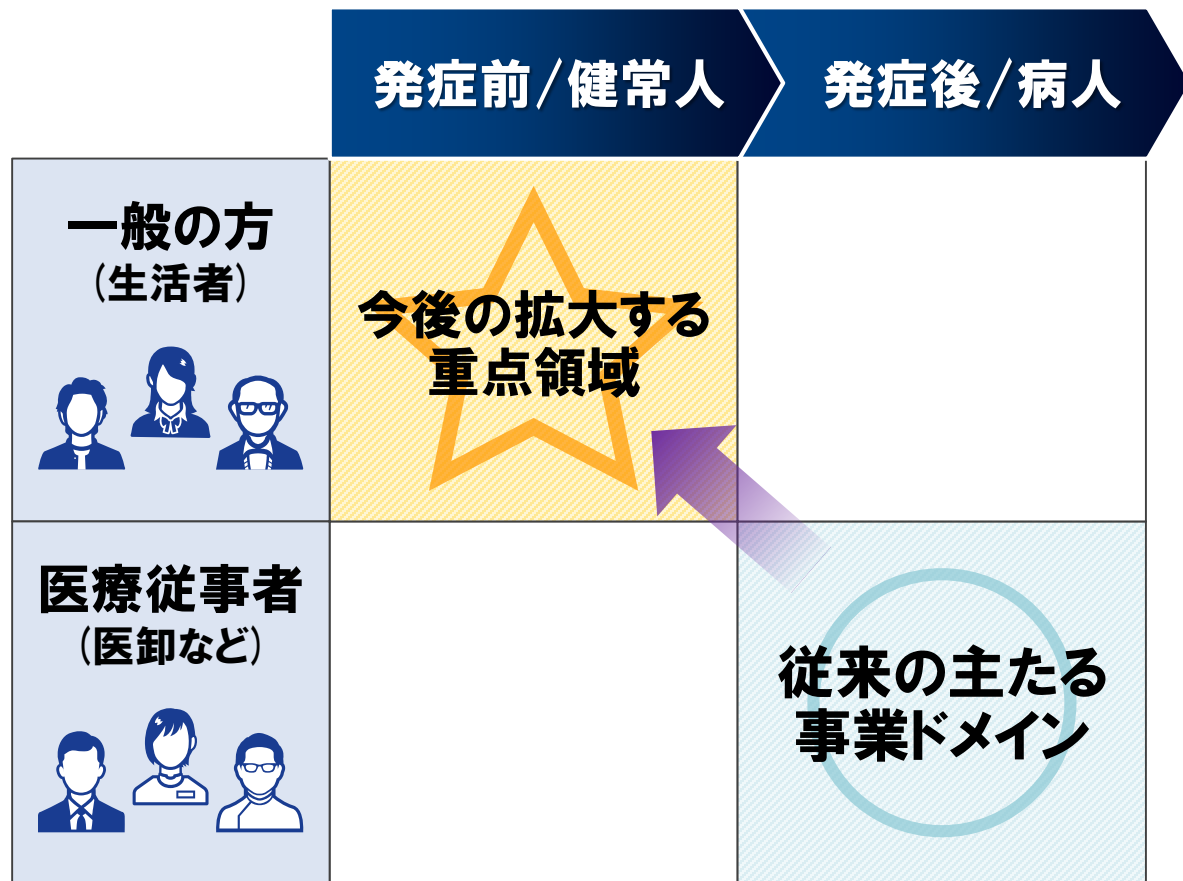 発症前/健常人
発症後/病人
一般の方
(生活者)
今後の拡大する
重点領域
医療従事者
(医卸など)
従来の主たる
事業ドメイン